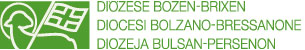 DIOZESE BOZEN-BRIXEN
DIOCESI BOLZANO-BRESSANONE
DIOZEJA BULSAN-PERSENON